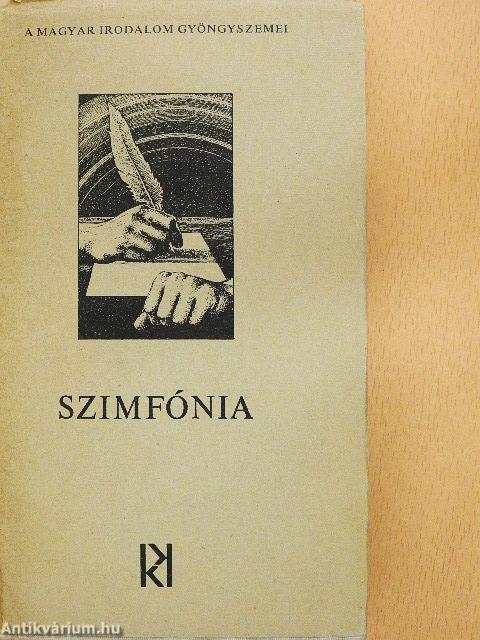 A MAGYAR IRODALOM GYÖNGYSZEMEI
SZIMFÓNIA
Antikvárium.hu